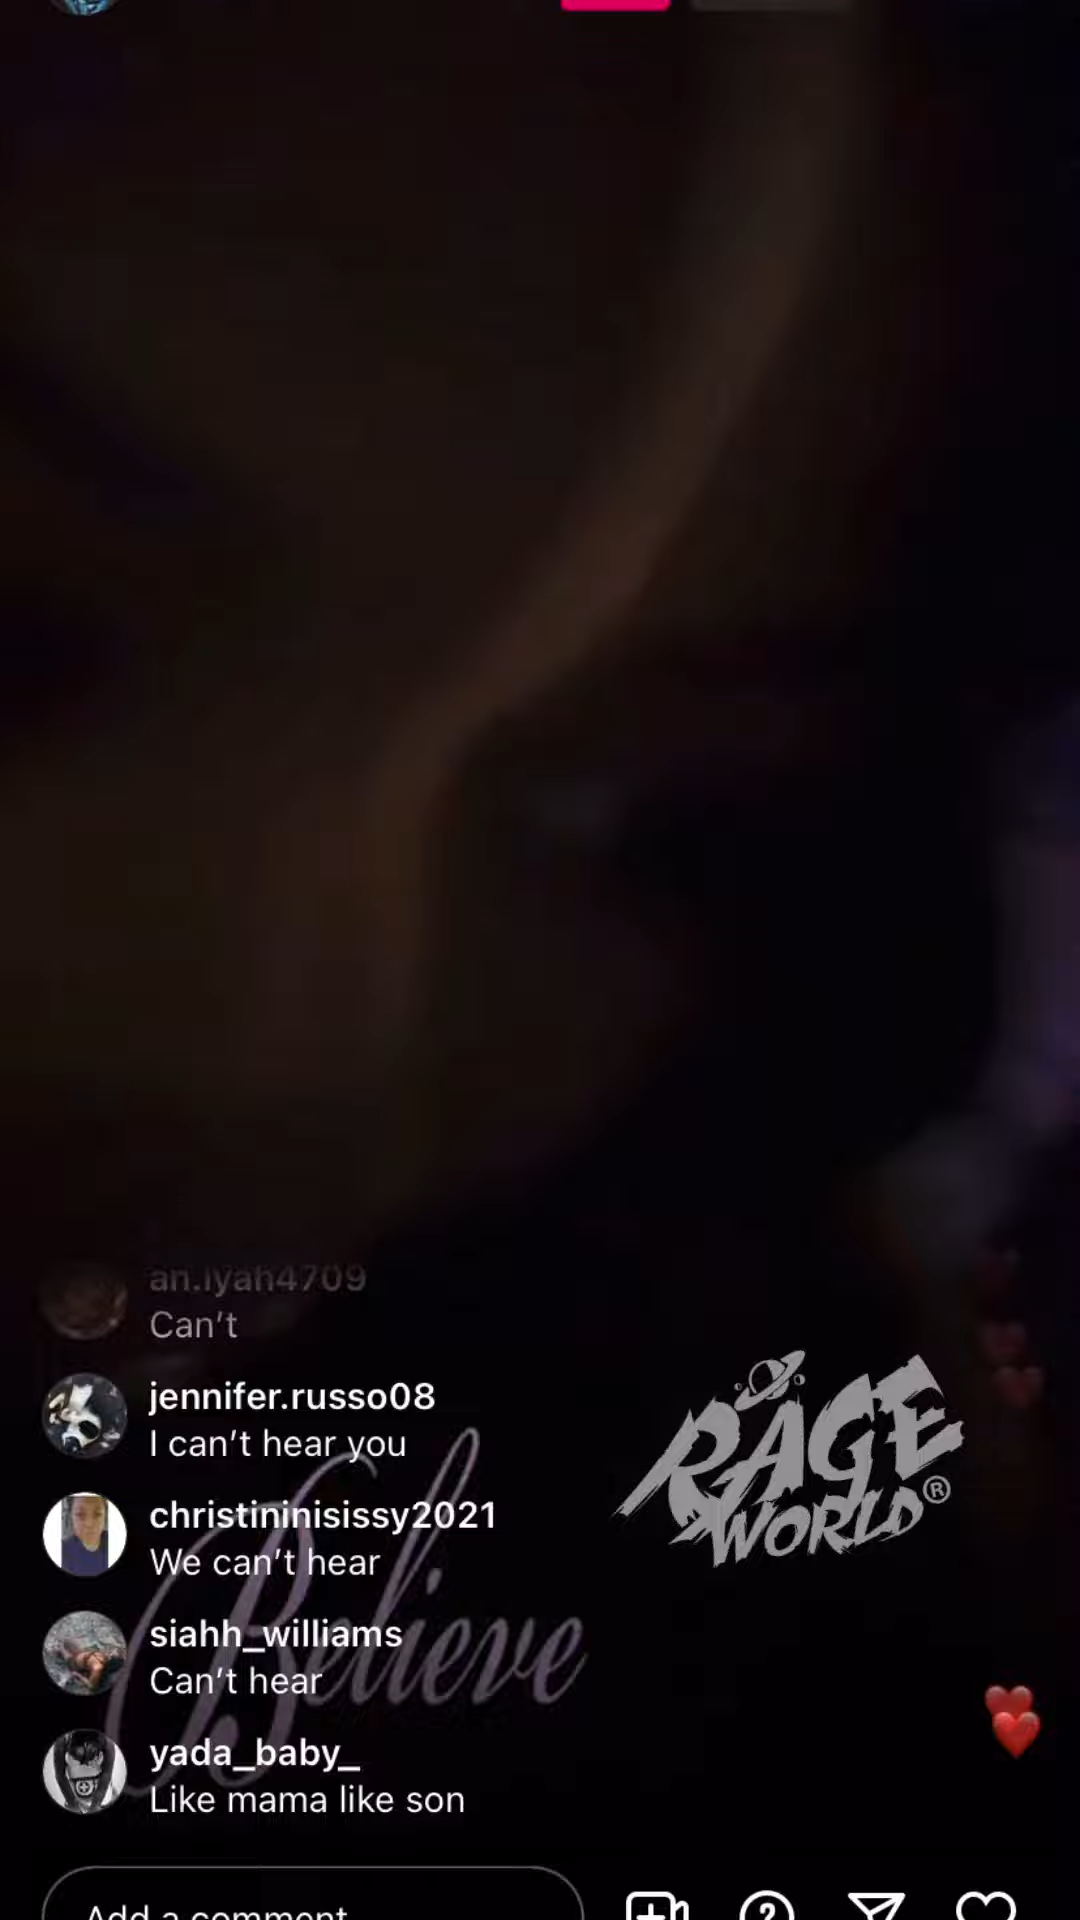 an.iyah4709
Can't
jennifer.russo08
I can't hear you
christininisissy2021
We can't hear
siahh_williams
Can't hear
yada_baby_
Like mama like son
RAGE
WORLD®
Believe
Add a comment